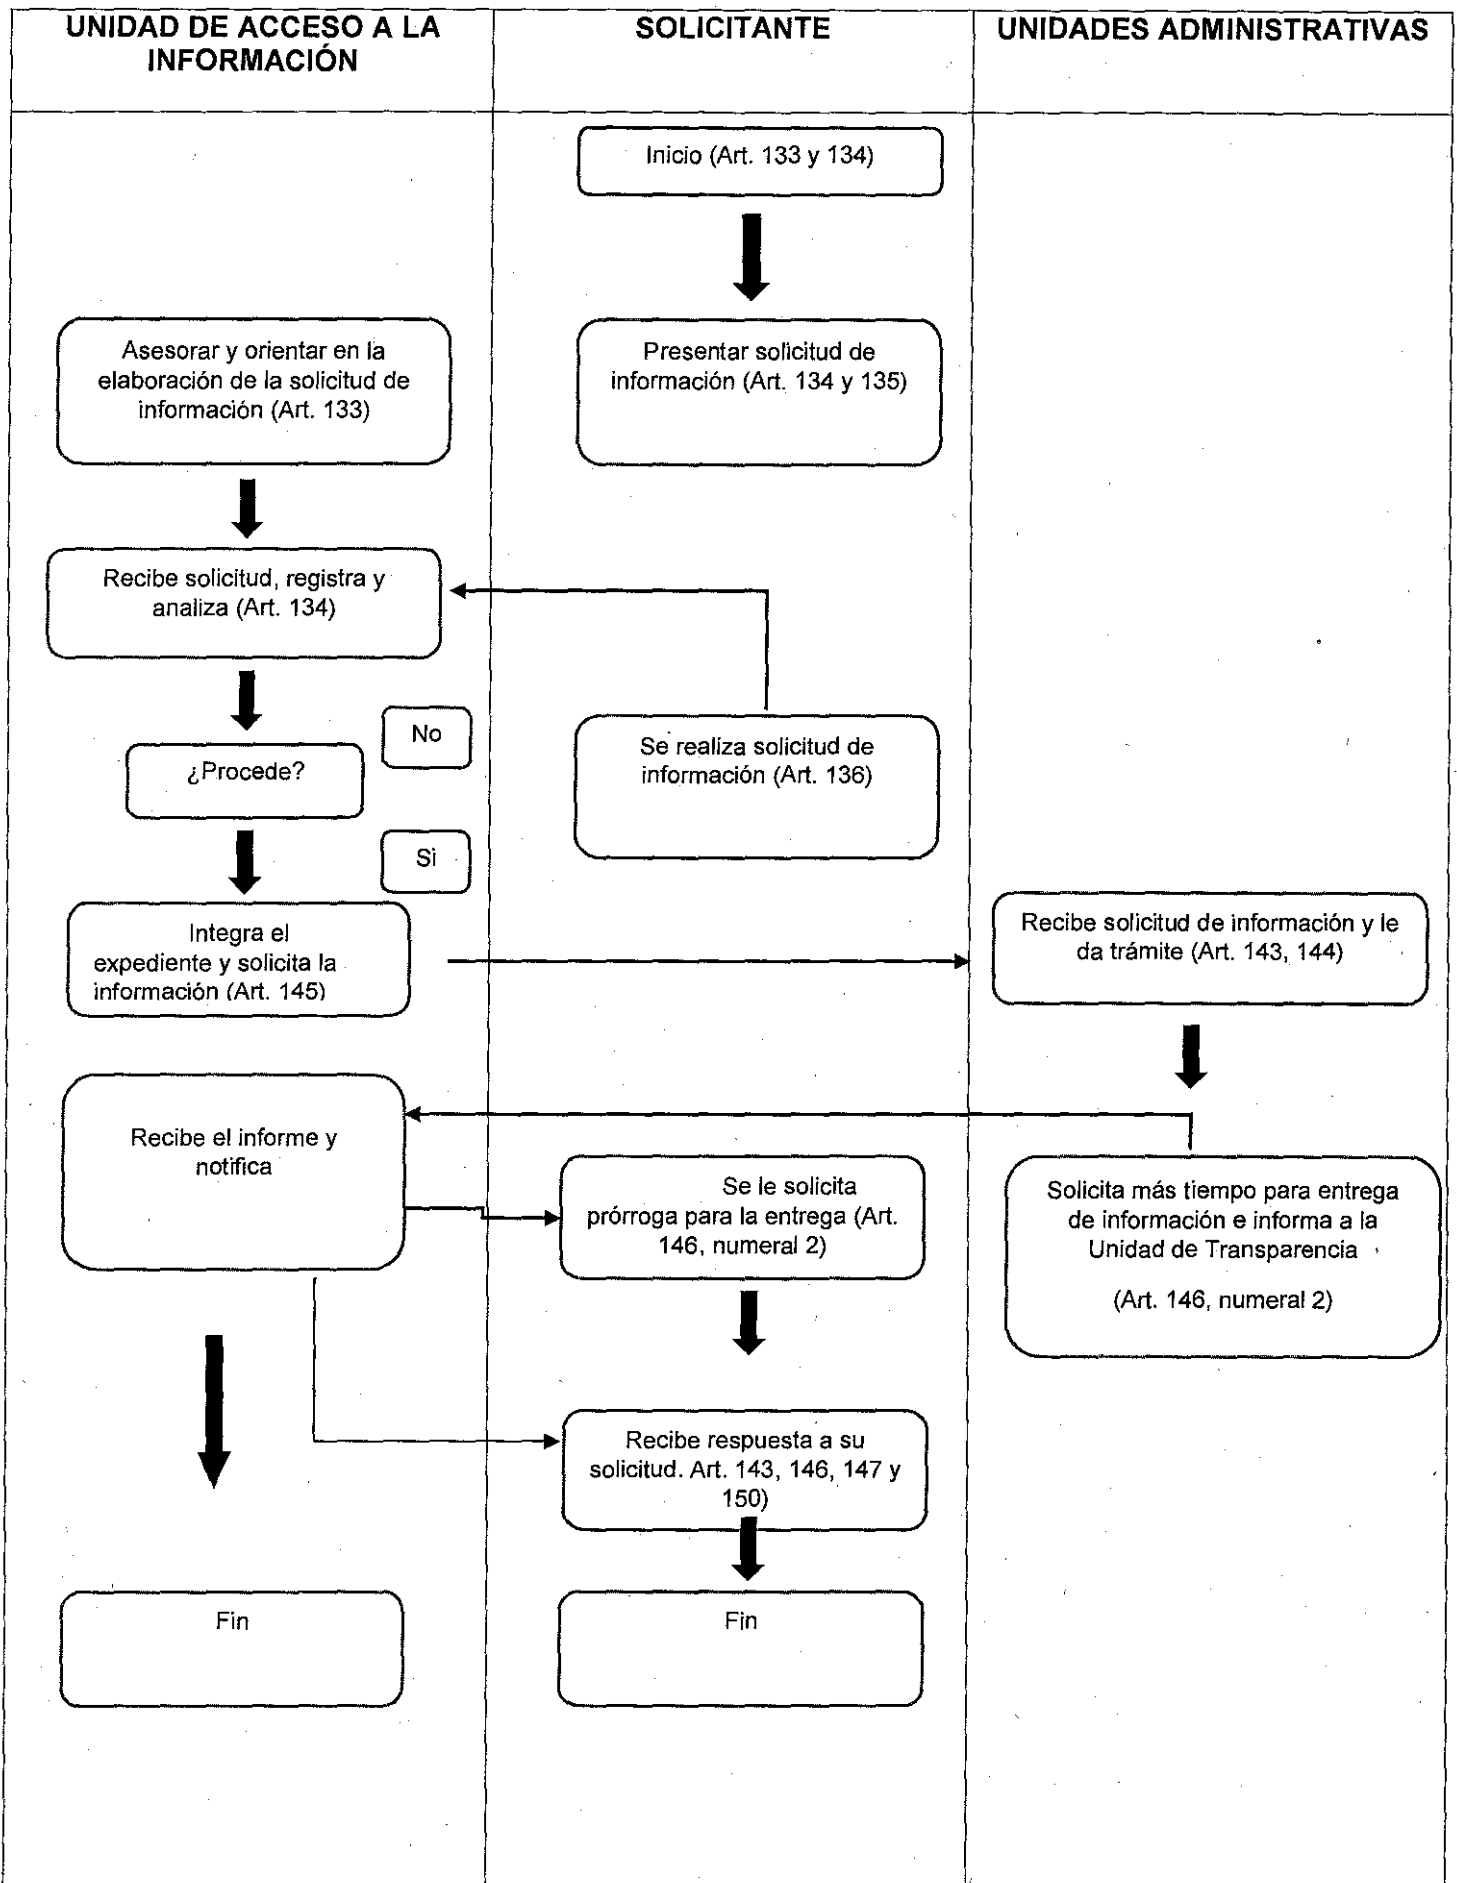 UNIDAD DE ACCESO A LA
INFORMACIÓN
SOLICITANTE
UNIDADES ADMINISTRATIVAS
Inicio (Art. 133 y 134)
Asesorar y orientar en la
elaboración de la solicitud de
información (Art. 133)
Presentar solicitud de
información (Art. 134 y 135)
Recibe solicitud, registra y
analiza (Art. 134)
No
¿Procede?
Se realiza solicitud de
información (Art. 136)
Si
Integra el
expediente y solicita la
información (Art. 145)
Recibe solicitud de información y le
da trámite (Art. 143, 144)
Recibe el informe y
notifica
Se le solicita
prórroga para la entrega (Art.
146, numeral 2)
Solicita más tiempo para entrega
de información e informa a la
Unidad de Transparencia
(Art. 146, numeral 2)
Recibe respuesta a su
solicitud. Art. 143, 146, 147 y
150)
Fin
Fin